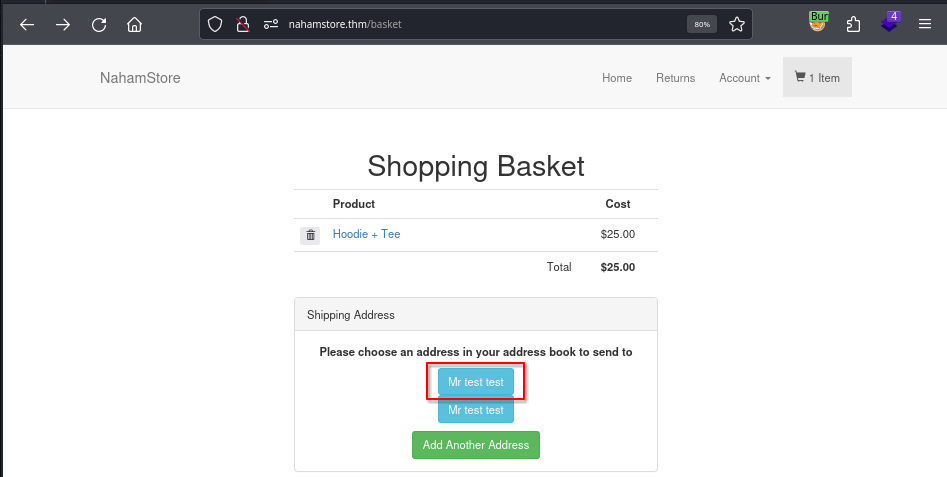 nahamstore.thm/basket 80% Bur 4
NahamStore Home Returns Account 1 Item
Shopping Basket
Product Cost
Hoodie + Tee $25.00
Total $25.00
Shipping Address
Please choose an address in your address book to send to
Mr test test
Mr test test
Add Another Address